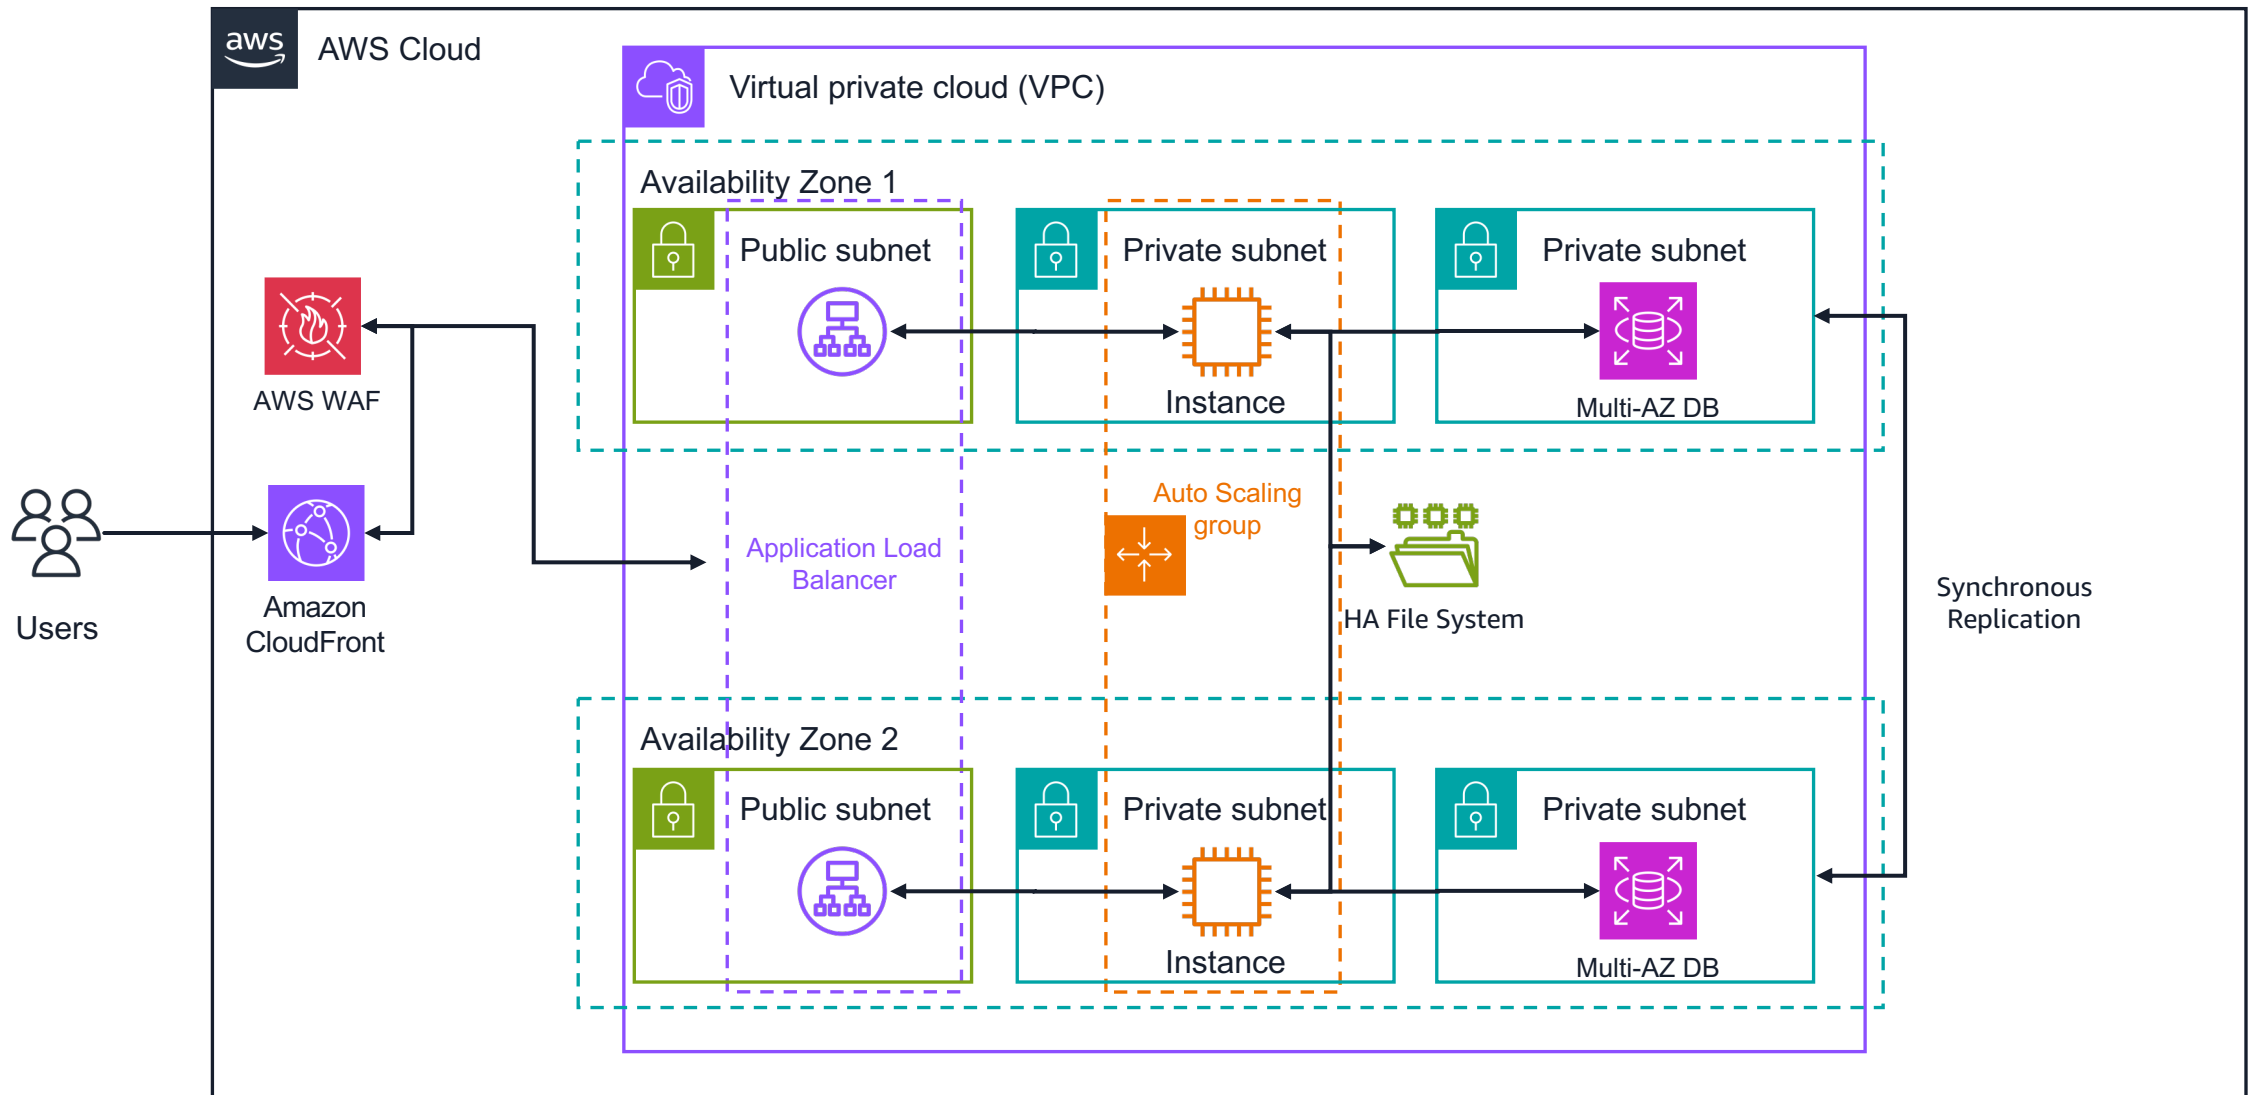 aws
AWS Cloud
Virtual private cloud (VPC)
Availability Zone 1
Public subnet
Private subnet
Private subnet
AWS WAF
Instance
Multi-AZ DB
Users
Amazon
CloudFront
Application Load
Balancer
Auto Scaling
group
HA File System
Synchronous
Replication
Availability Zone 2
Public subnet
Private subnet
Private subnet
Instance
Multi-AZ DB